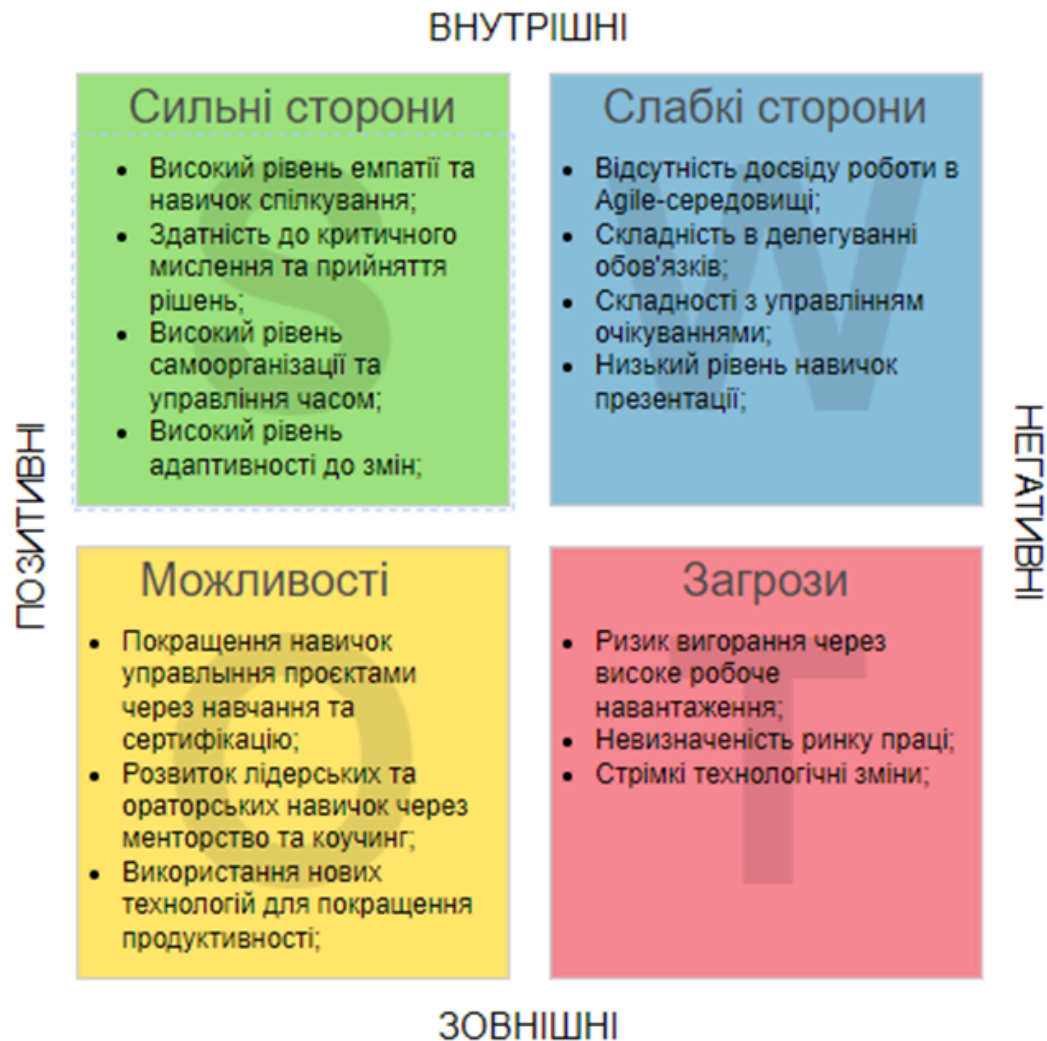 ВНУТРІШНІ
Сильні сторони
• Високий рівень емпатії та
навичок спілкування;
• Здатність до критичного
мислення та прийняття
рішень;
• Високий рівень
самоорганізації та
управління часом;
• Високий рівень
адаптивності до змін;
S
Слабкі сторони
• Відсутність досвіду роботи в
Agile-середовищі;
• Складність в делегуванні
обов'язків;
• Складності з управлінням
очікуваннями;
• Низький рівень навичок
презентації;
W
ПОЗИТИВНІ
НЕГАТИВНІ
Можливості
• Покращення навичок
управлыння проєктами
через навчання та
сертифікацію;
• Розвиток лідерських та
ораторських навичок через
менторство та коучинг;
• Використання нових
технологій для покращення
продуктивності;
O
Загрози
• Ризик вигорання через
високе робоче
навантаження;
• Невизначеність ринку праці;
• Стрімкі технологічні зміни;
T
ЗОВНІШНІ